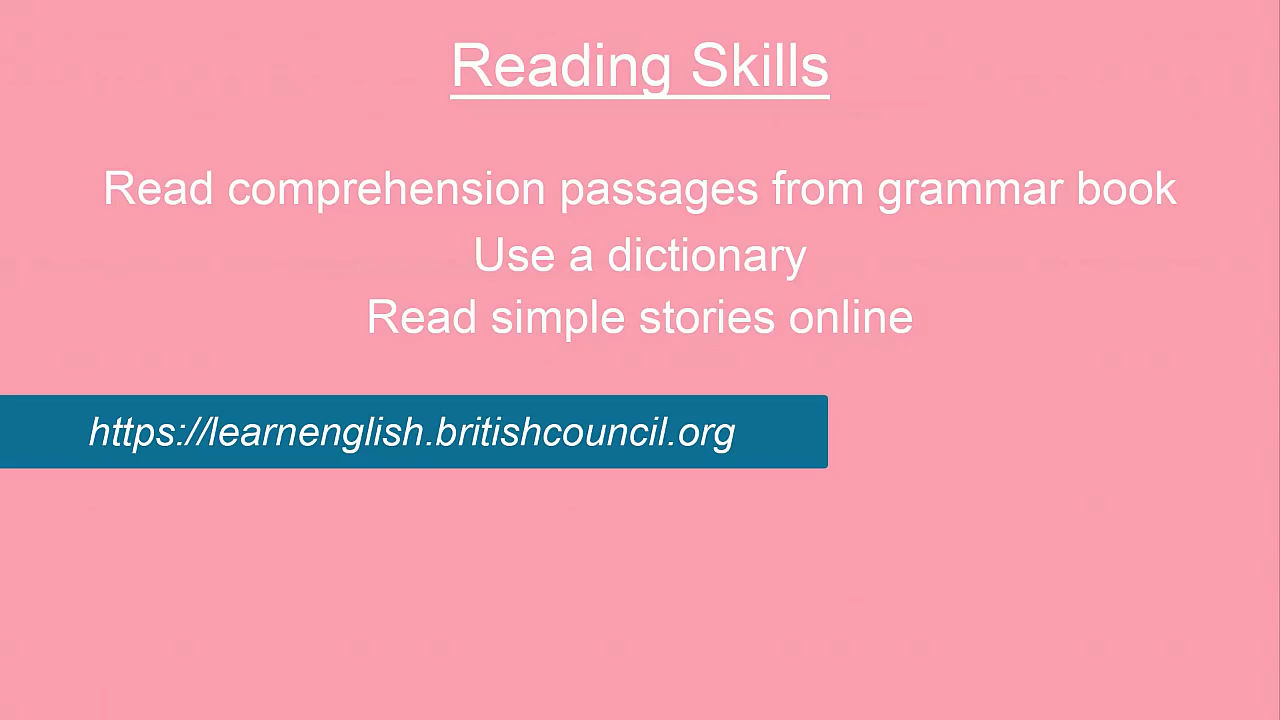 Reading Skills
Read comprehension passages from grammar book
Use a dictionary
Read simple stories online
https://learnenglish.britishcouncil.org